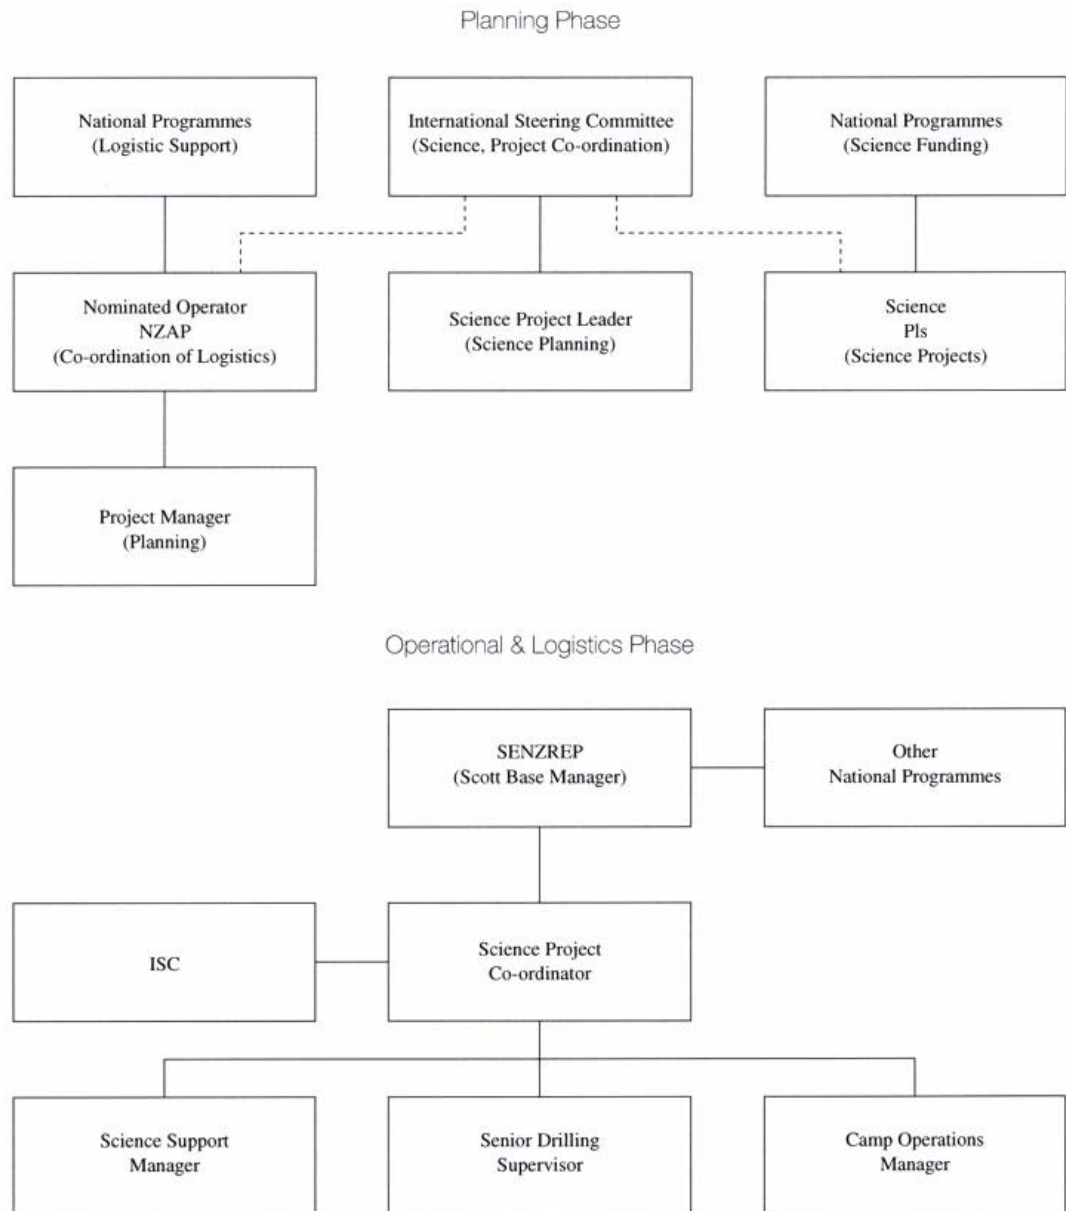 Planning Phase
National Programmes
(Logistic Support)
International Steering Committee
(Science, Project Co-ordination)
National Programmes
(Science Funding)
Nominated Operator
NZAP
(Co-ordination of Logistics)
Science Project Leader
(Science Planning)
Science
Pls
(Science Projects)
Project Manager
(Planning)
Operational & Logistics Phase
SENZREP
(Scott Base Manager)
Other
National Programmes
ISC
Science Project
Co-ordinator
Science Support
Manager
Senior Drilling
Supervisor
Camp Operations
Manager